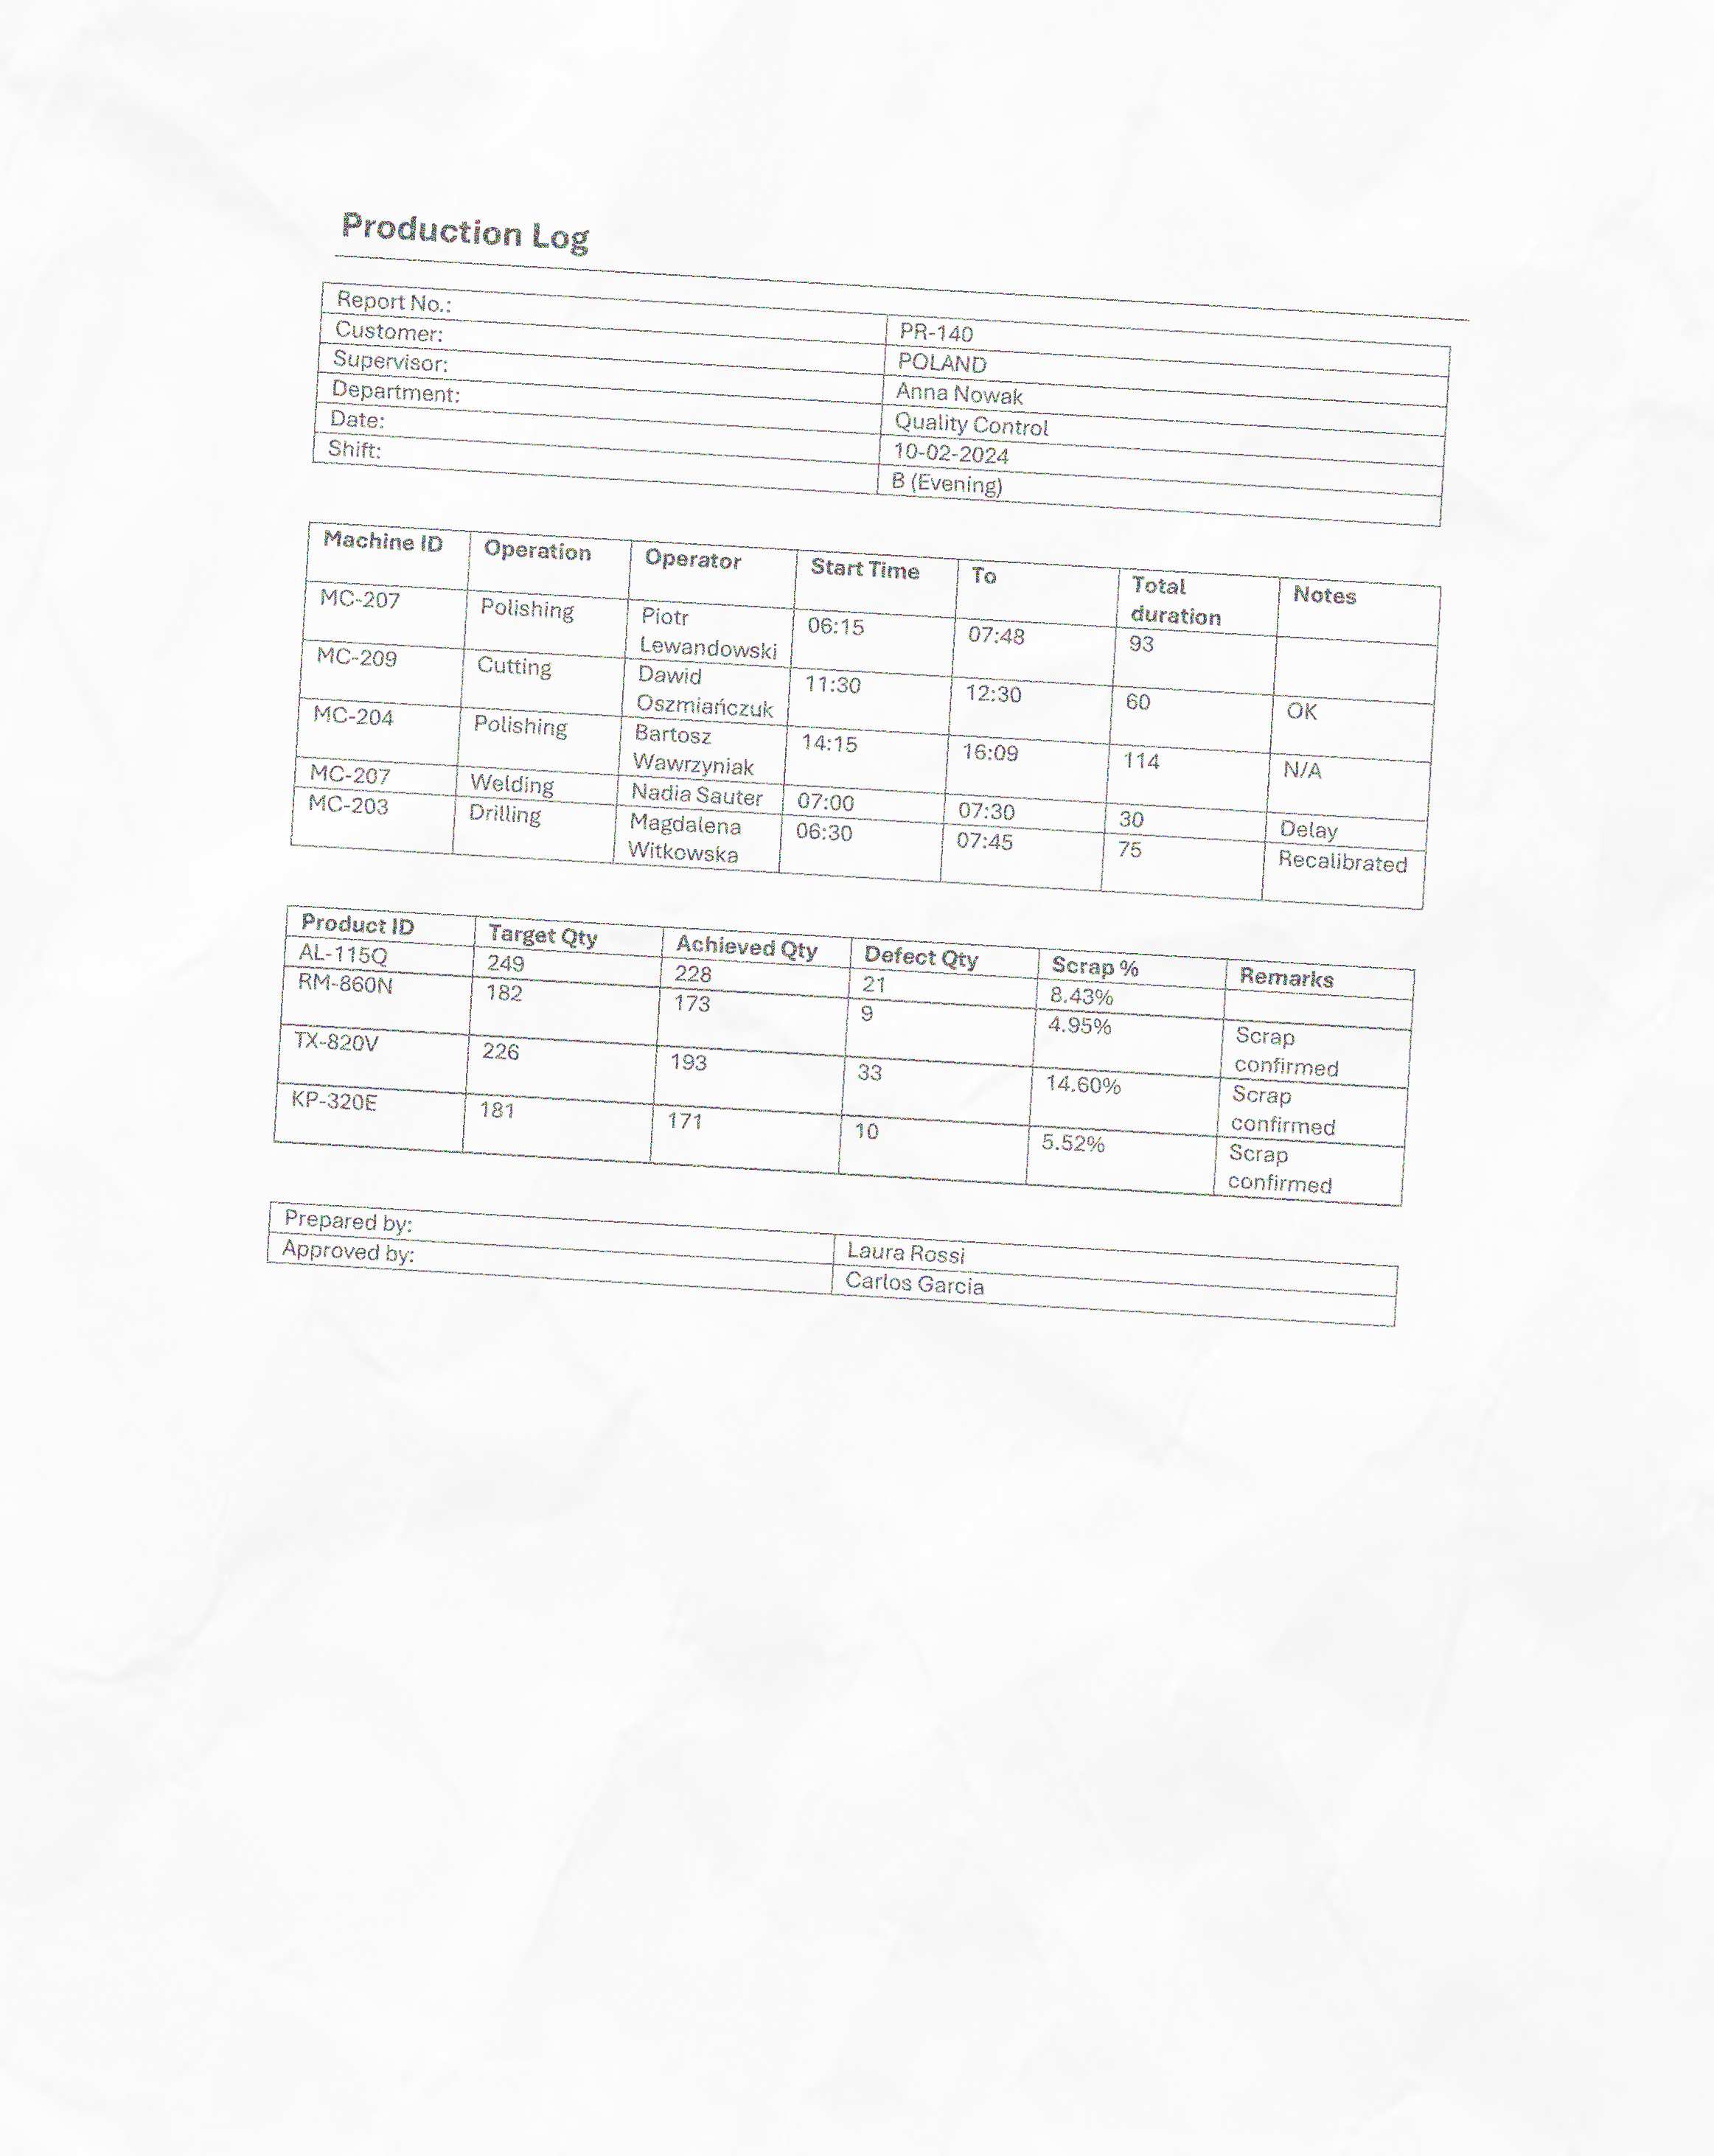 Production Log
Report No.: PR-140
Customer: POLAND
Supervisor: Anna Nowak
Department: Quality Control
Date: 10-02-2024
Shift: B (Evening)
Machine ID Operation Operator Start Time To Total duration Notes
MC-207 Polishing Piotr Lewandowski 06:15 07:48 93
MC-209 Cutting Dawid Oszmiańczuk 11:30 12:30 60 OK
MC-204 Polishing Bartosz Wawrzyniak 14:15 16:09 114 N/A
MC-207 Welding Nadia Sauter 07:00 07:30 30 Delay
MC-203 Drilling Magdalena Witkowska 06:30 07:45 75 Recalibrated
Product ID Target Qty Achieved Qty Defect Qty Scrap % Remarks
AL-115Q 249 228 21 8.43%
RM-860N 182 173 9 4.95% Scrap confirmed
TX-820V 226 193 33 14.60% Scrap confirmed
KP-320E 181 171 10 5.52% Scrap confirmed
Prepared by: Laura Rossi
Approved by: Carlos Garcia